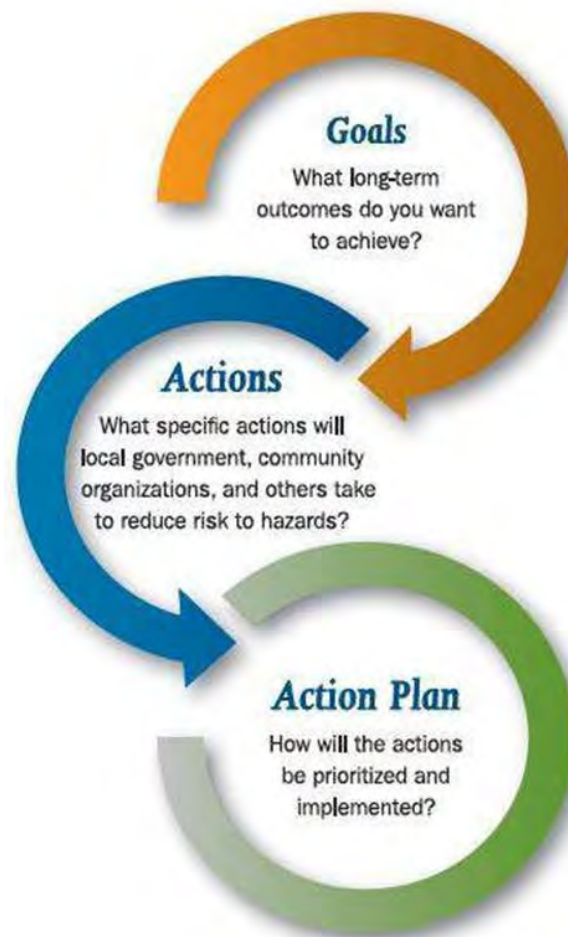 Goals
What long-term
outcomes do you want
to achieve?
Actions
What specific actions will
local government, community
organizations, and others take
to reduce risk to hazards?
Action Plan
How will the actions
be prioritized and
implemented?